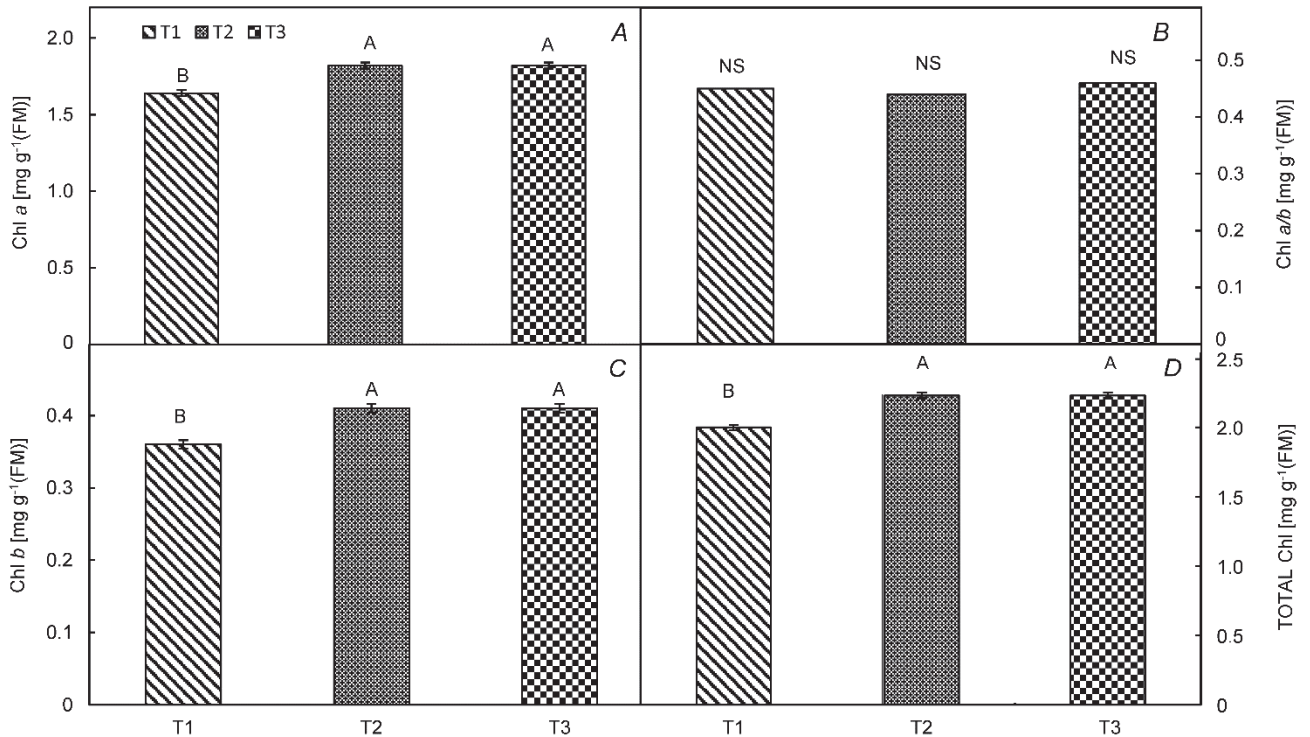 T1 T2 T3
A
2.0
1.5
1.0
0.5
0
Chl a [mg g⁻¹(FM)]
B
A
A
B
0.5
0.4
0.3
0.2
0.1
0
Chl a/b [mg g⁻¹(FM)]
NS
NS
NS
C
0.4
0.3
0.2
0.1
0
Chl b [mg g⁻¹(FM)]
B
A
A
T1 T2 T3
D
2.5
2.0
1.5
1.0
0.5
0
TOTAL Chl [mg g⁻¹(FM)]
B
A
A
T1 T2 T3